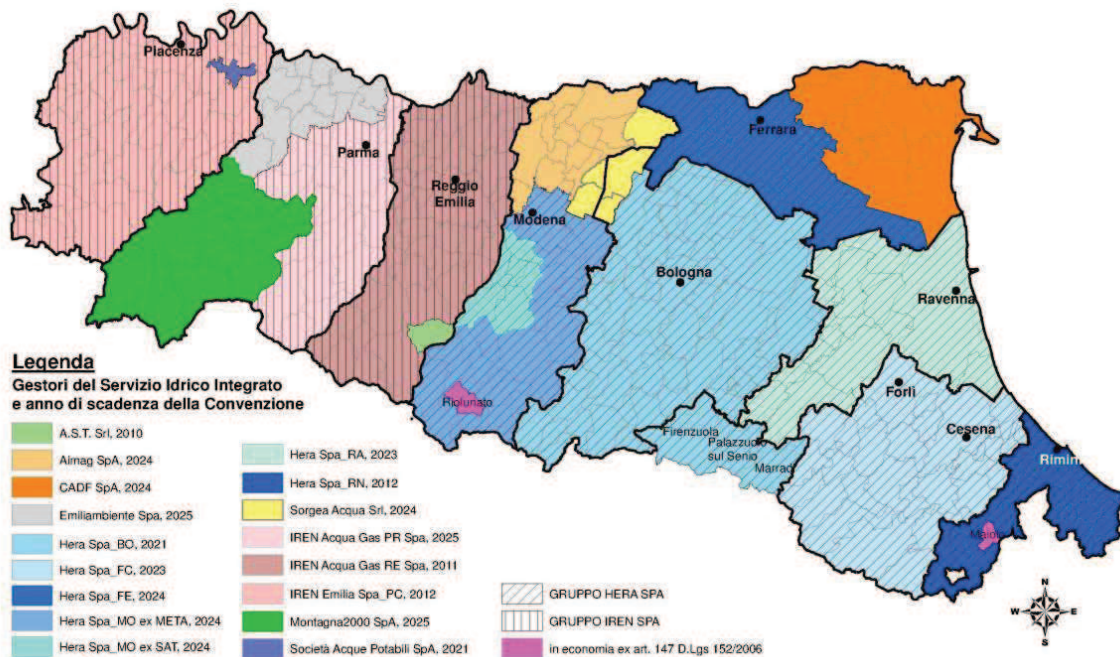 Piacenza
Parma
Reggio
Emilia
Modena
Ferrara
Bologna
Ravenna
Forlì
Cesena
Rimin
Riolunato
Firenzuola
Palazzuolo
sul Senio
Marrad
Maiolo
Legenda
Gestori del Servizio Idrico Integrato
e anno di scadenza della Convenzione
A.S.T. Srl, 2010
Aimag SpA, 2024
CADF SpA, 2024
Emiliambiente Spa, 2025
Hera Spa_BO, 2021
Hera Spa_FC, 2023
Hera Spa_FE, 2024
Hera Spa_MO ex META, 2024
Hera Spa_MO ex SAT, 2024
Hera Spa_RA, 2023
Hera Spa_RN, 2012
Sorgea Acqua Srl, 2024
IREN Acqua Gas PR Spa, 2025
IREN Acqua Gas RE Spa, 2011
IREN Emilia Spa_PC, 2012
Montagna2000 SpA, 2025
Società Acque Potabili SpA, 2021
GRUPPO HERA SPA
GRUPPO IREN SPA
in economia ex art. 147 D.Lgs 152/2006
N
W E
S